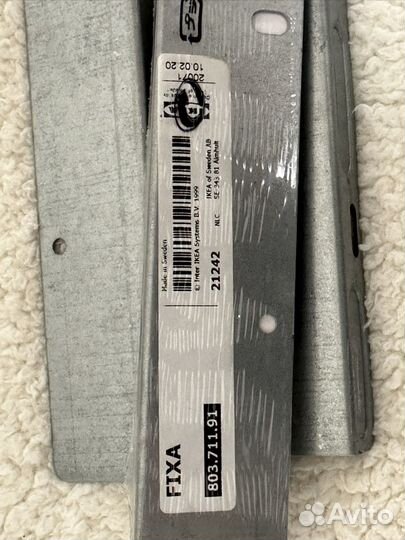 FIXA
803.711.91
Made in Sweden
© Inter IKEA Systems B.V. 1999
21242
NLC
IKEA of Sweden AB
SE-343 81 Älmhult
20071
10.02.20
Avito